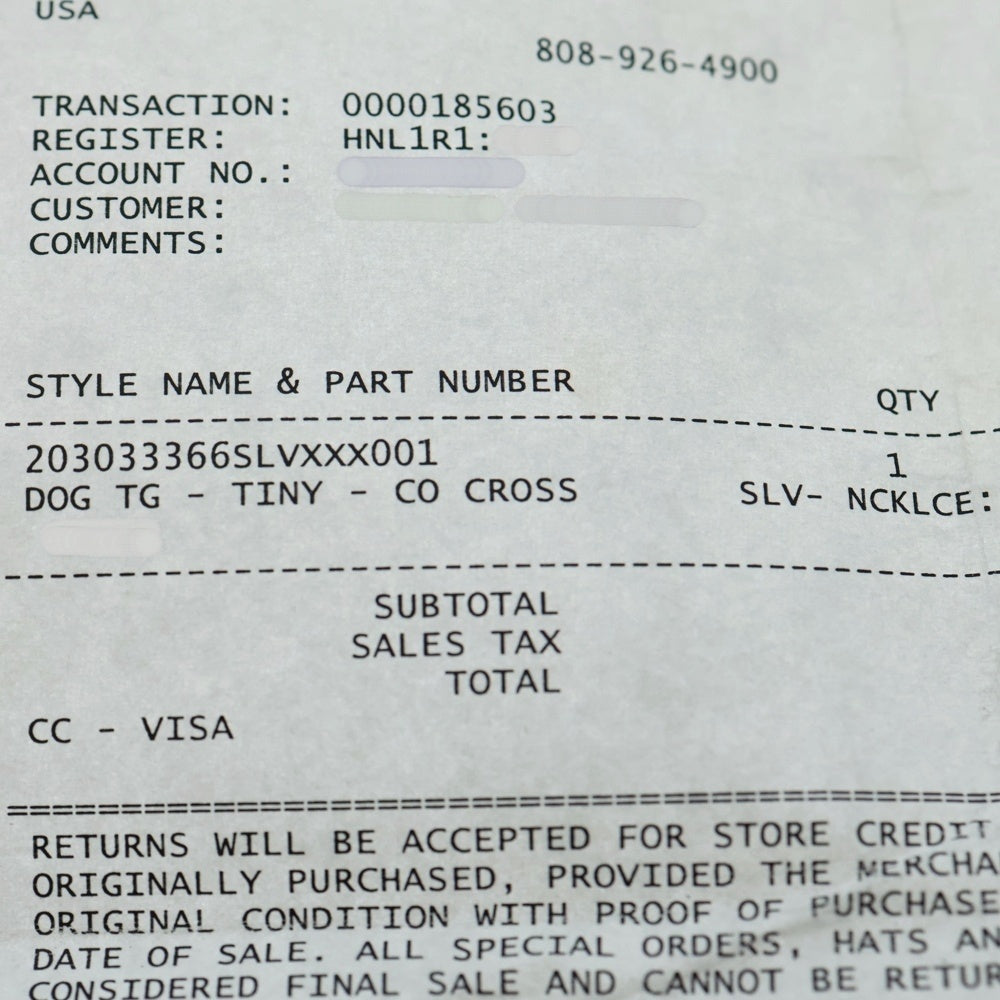 USA
808-926-4900
TRANSACTION: 0000185603
REGISTER: HNL1R1:
ACCOUNT NO.:
CUSTOMER:
COMMENTS:
STYLE NAME & PART NUMBER QTY
203033366SLVXXX001 1
DOG TG - TINY - CO CROSS SLV- NCKLCE:
SUBTOTAL
SALES TAX
TOTAL
CC - VISA
RETURNS WILL BE ACCEPTED FOR STORE CREDIT
ORIGINALLY PURCHASED, PROVIDED THE MERCHA
ORIGINAL CONDITION WITH PROOF OF PURCHASE
DATE OF SALE. ALL SPECIAL ORDERS, HATS AN
CONSIDERED FINAL SALE AND CANNOT BE RETUR